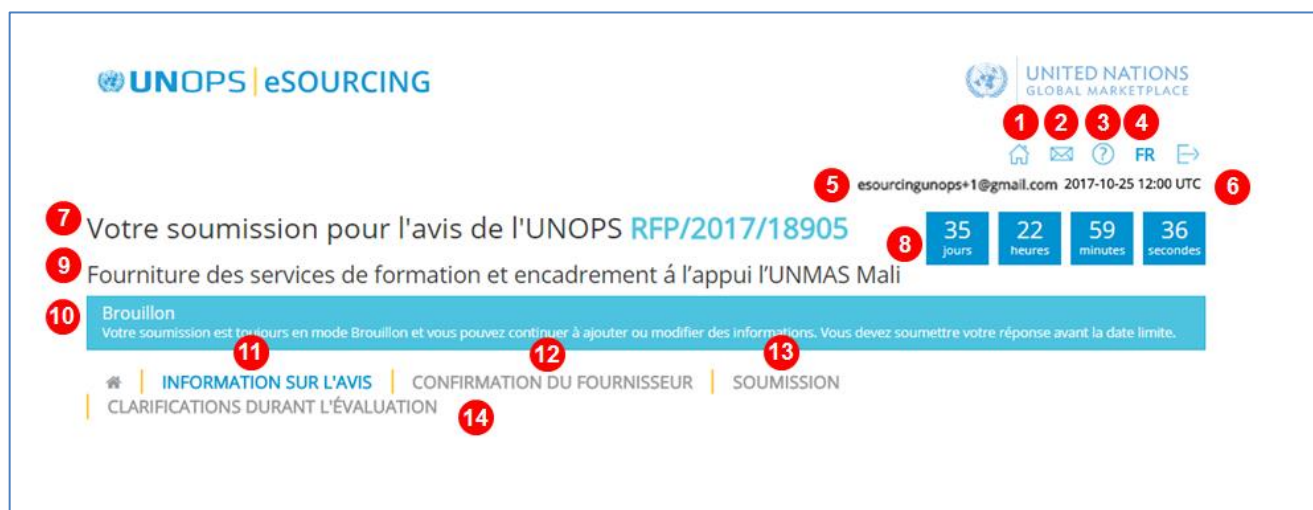 UNOPS eSOURCING
UNITED NATIONS
GLOBAL MARKETPLACE
1 2 3 4
? FR
5 esourcingunops+1@gmail.com 2017-10-25 12:00 UTC 6
7 Votre soumission pour l'avis de l'UNOPS RFP/2017/18905
8 35 22 59 36
jours heures minutes secondes
9 Fourniture des services de formation et encadrement á l’appui l’UNMAS Mali
10 Brouillon
Votre soumission est toujours en mode Brouillon et vous pouvez continuer à ajouter ou modifier des informations. Vous devez soumettre votre réponse avant la date limite.
11 12 13
INFORMATION SUR L'AVIS CONFIRMATION DU FOURNISSEUR SOUMISSION
CLARIFICATIONS DURANT L'ÉVALUATION 14